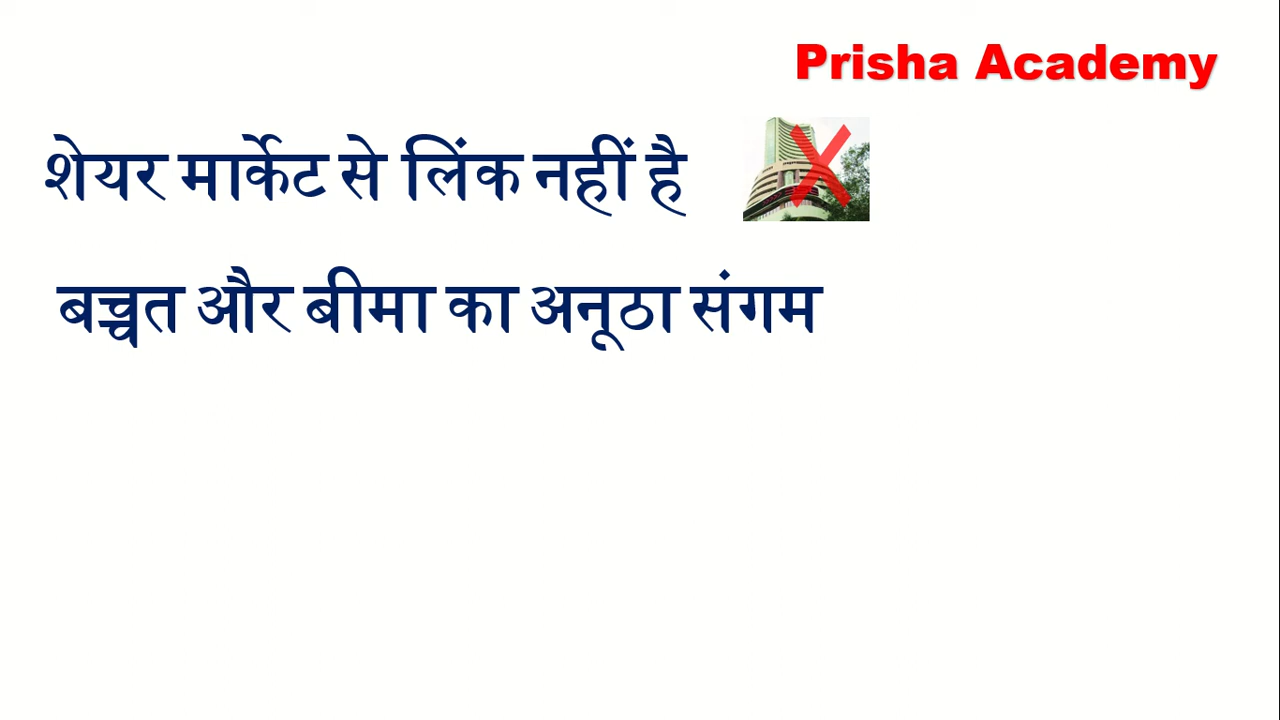 Prisha Academy
शेयर मार्केट से लिंक नहीं है
बच्चत और बीमा का अनूठा संगम